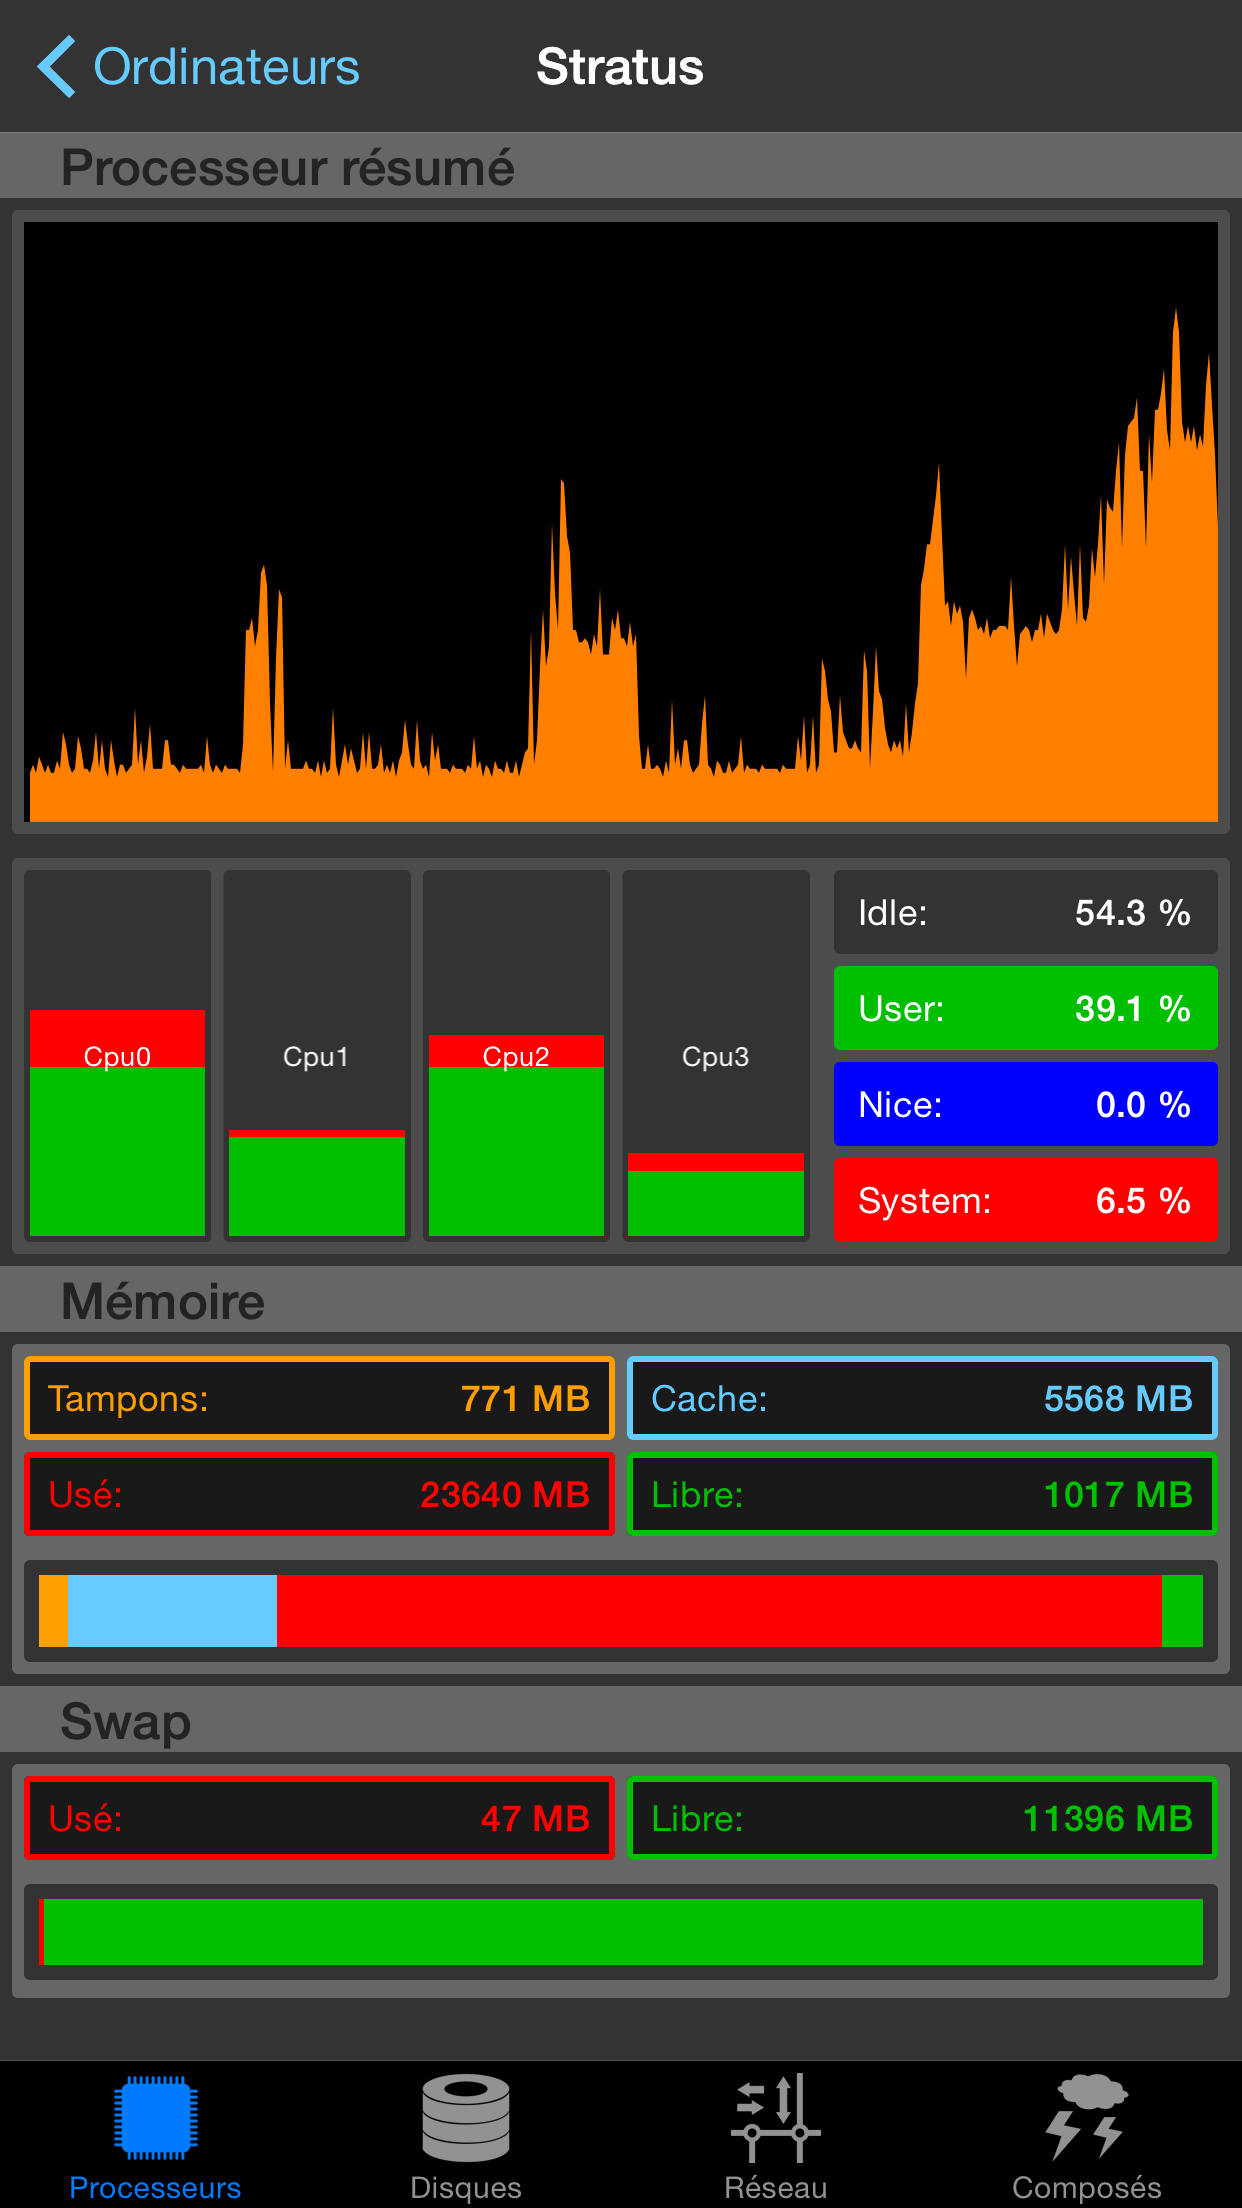 Ordinateurs
Stratus
Processeur résumé
Cpu0
Cpu1
Cpu2
Cpu3
Idle: 54.3 %
User: 39.1 %
Nice: 0.0 %
System: 6.5 %
Mémoire
Tampons: 771 MB
Cache: 5568 MB
Usé: 23640 MB
Libre: 1017 MB
Swap
Usé: 47 MB
Libre: 11396 MB
Processeurs
Disques
Réseau
Composés